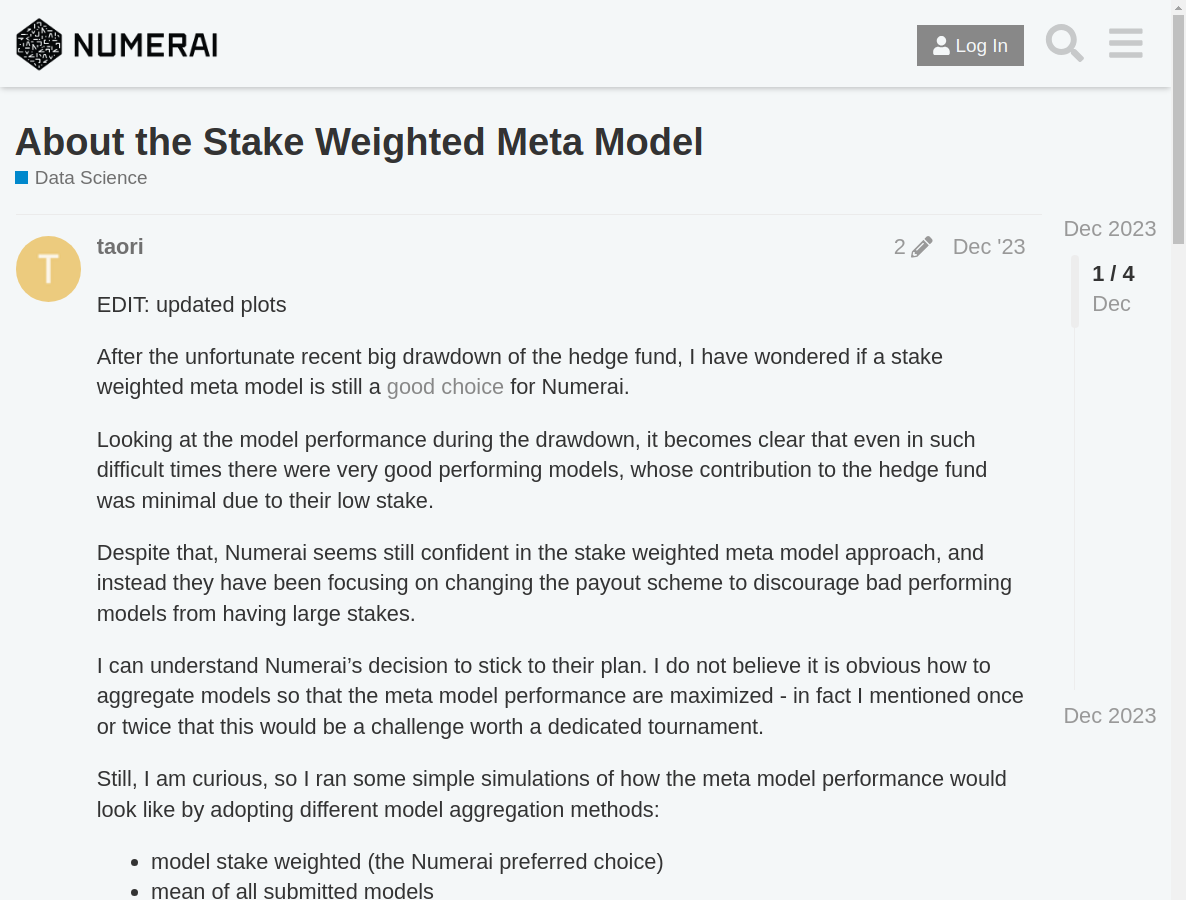 NUMERAI
Log In
About the Stake Weighted Meta Model
Data Science
taori
2
Dec '23
Dec 2023
1 / 4
Dec
T
EDIT: updated plots
After the unfortunate recent big drawdown of the hedge fund, I have wondered if a stake
weighted meta model is still a good choice for Numerai.
Looking at the model performance during the drawdown, it becomes clear that even in such
difficult times there were very good performing models, whose contribution to the hedge fund
was minimal due to their low stake.
Despite that, Numerai seems still confident in the stake weighted meta model approach, and
instead they have been focusing on changing the payout scheme to discourage bad performing
models from having large stakes.
I can understand Numerai’s decision to stick to their plan. I do not believe it is obvious how to
aggregate models so that the meta model performance are maximized - in fact I mentioned once
or twice that this would be a challenge worth a dedicated tournament.
Dec 2023
Still, I am curious, so I ran some simple simulations of how the meta model performance would
look like by adopting different model aggregation methods:
• model stake weighted (the Numerai preferred choice)
• mean of all submitted models